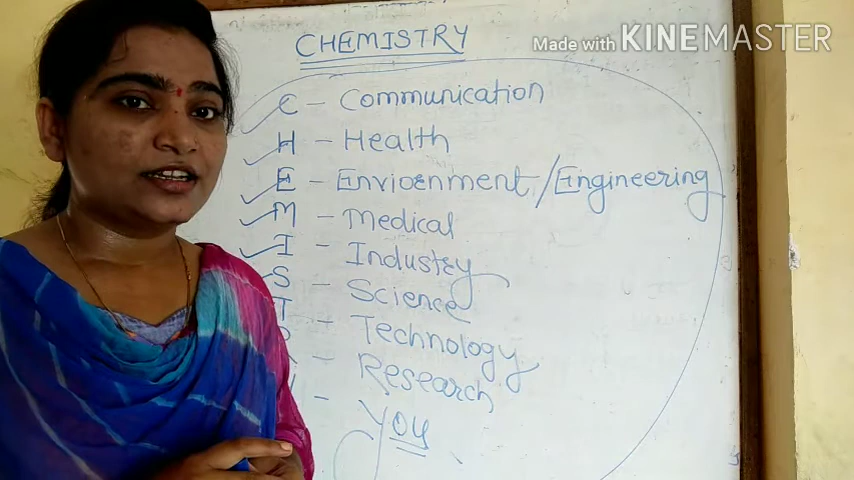 CHEMISTRY
Made with KINEMASTER
C - Communication
H - Health
E - Envioenment/Engineering
M - Medical
I - Industry
S - Science
T - Technology
- Research
- YOU